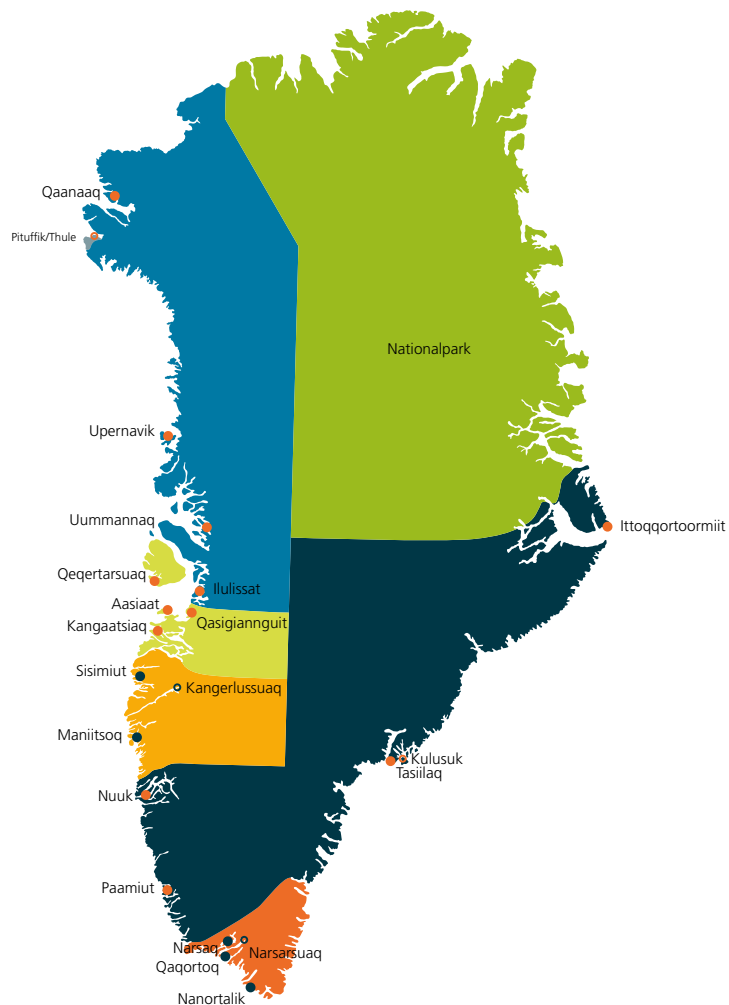 Qaanaaq
Pituffik/Thule
Nationalpark
Upernavik
Uummannaq
Ittoqqortoormiit
Qeqertarsuaq
Ilulissat
Aasiaat
Qasigiannguit
Kangaatsiaq
Sisimiut
Kangerlussuaq
Maniitsoq
Kulusuk
Tasiilaq
Nuuk
Paamiut
Narsaq
Narsarsuaq
Qaqortoq
Nanortalik